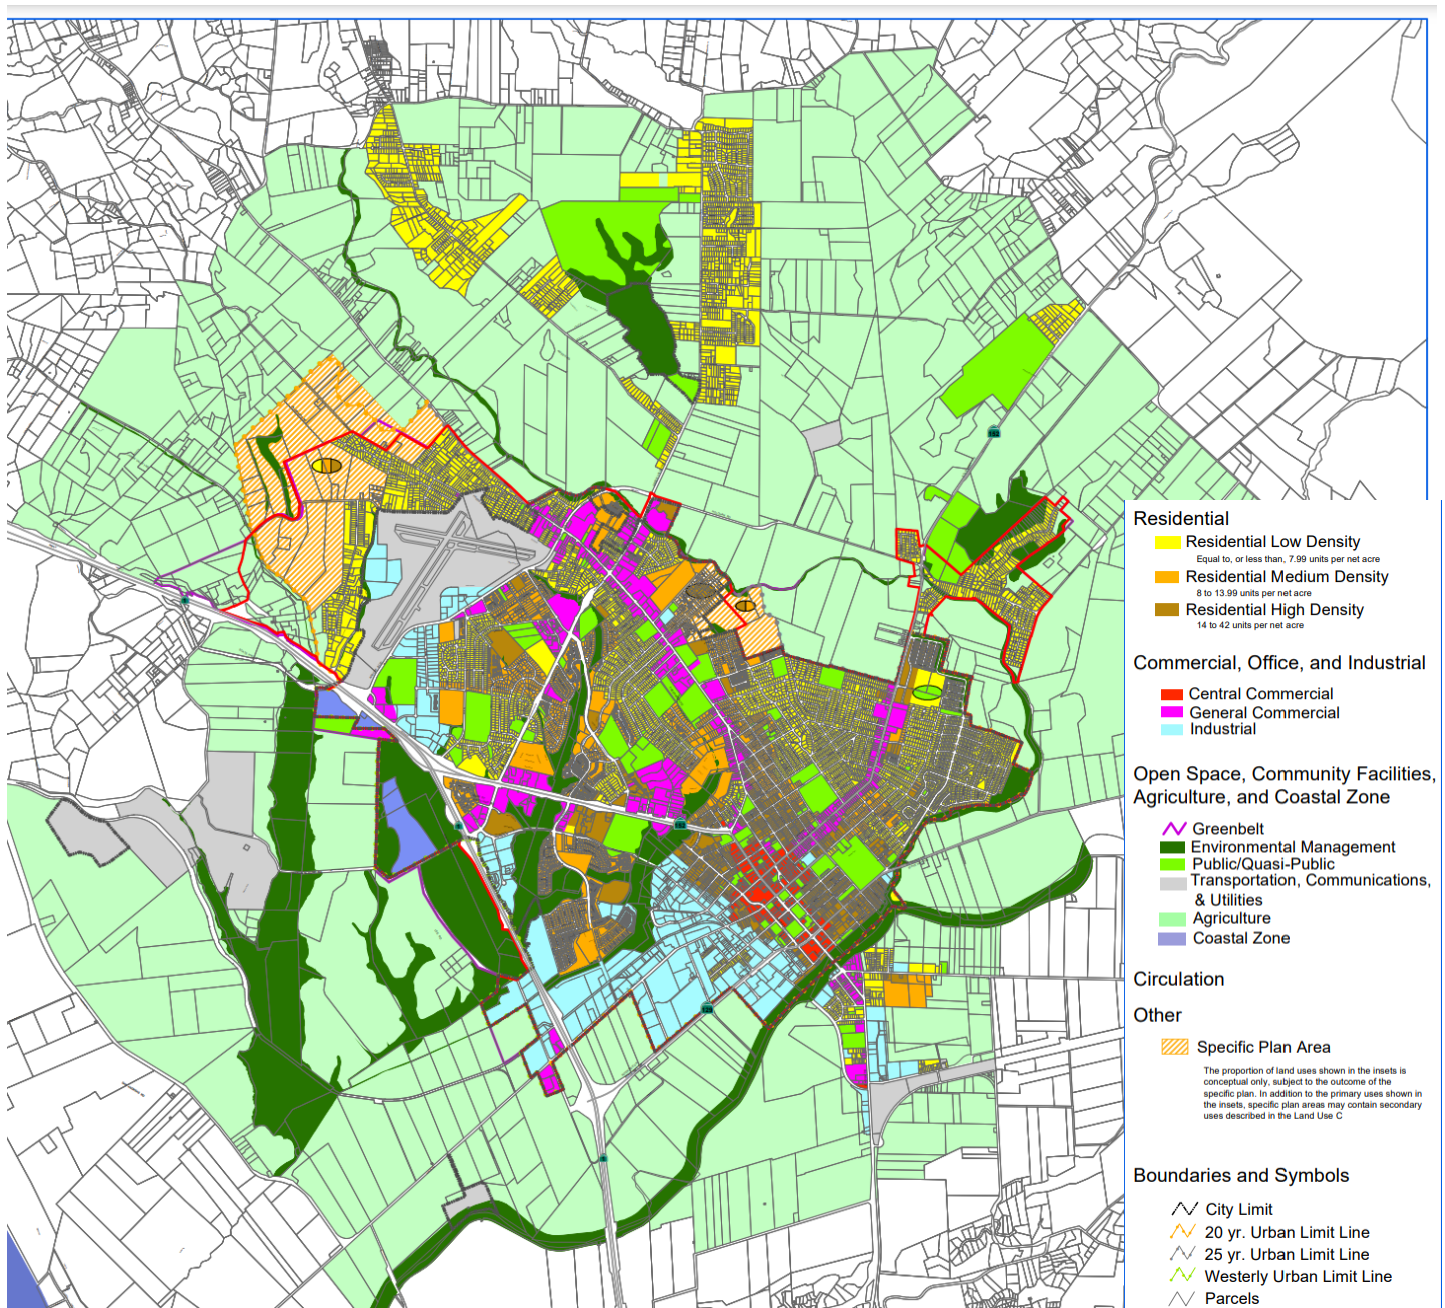 152
1
152
1
129
1
Residential
Residential Low Density
Equal to, or less than,, 7.99 units per net acre
Residential Medium Density
8 to 13.99 units per net acre
Residential High Density
14 to 42 units per net acre
Commercial, Office, and Industrial
Central Commercial
General Commercial
Industrial
Open Space, Community Facilities,
Agriculture, and Coastal Zone
Greenbelt
Environmental Management
Public/Quasi-Public
Transportation, Communications,
& Utilities
Agriculture
Coastal Zone
Circulation
Other
Specific Plan Area
The proportion of land uses shown in the insets is
conceptual only, subject to the outcome of the
specific plan. In addition to the primary uses shown in
the insets, specific plan areas may contain secondary
uses described in the Land Use C
Boundaries and Symbols
City Limit
20 yr. Urban Limit Line
25 yr. Urban Limit Line
Westerly Urban Limit Line
Parcels